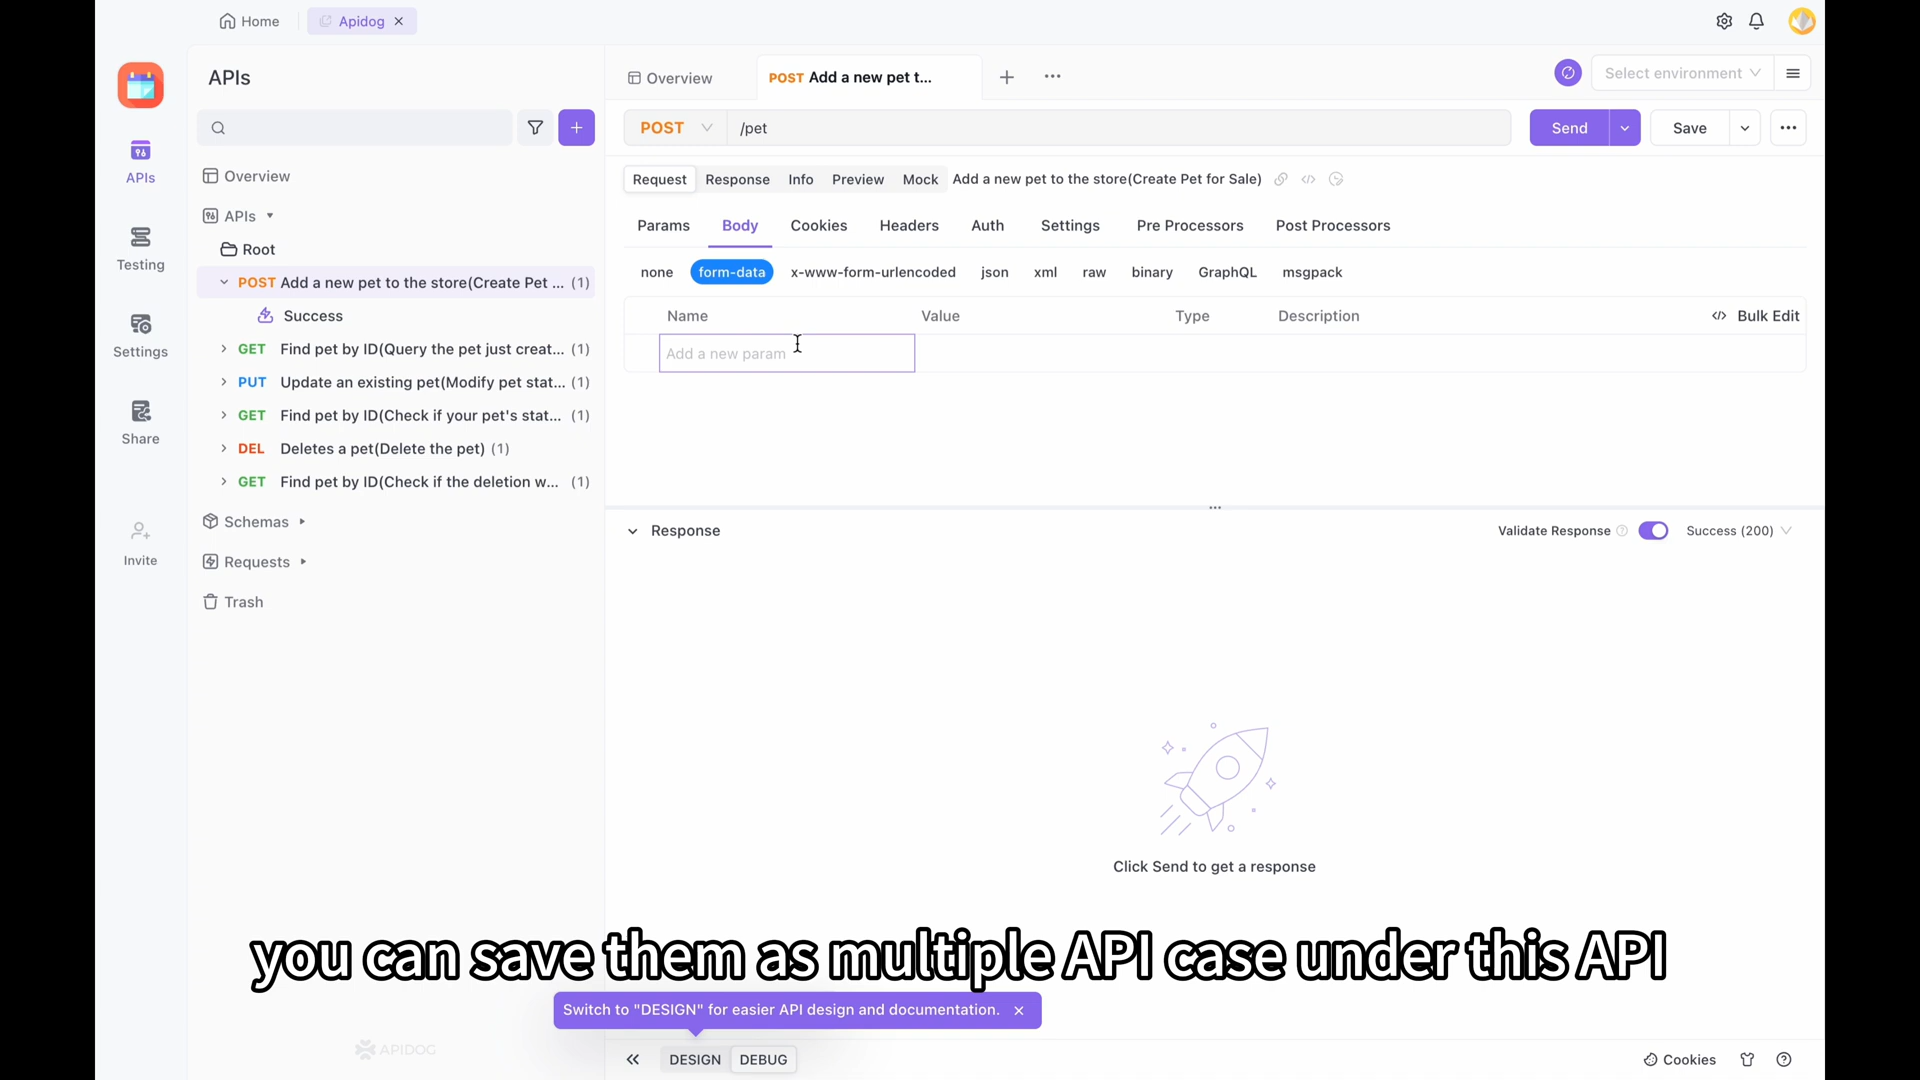 Home
Apidog
APIs
Testing
Settings
Share
Invite
APIs
Overview
APIs
Root
POST Add a new pet to the store(Create Pet ... (1)
Success
GET Find pet by ID(Query the pet just creat... (1)
PUT Update an existing pet(Modify pet stat... (1)
GET Find pet by ID(Check if your pet's stat... (1)
DEL Deletes a pet(Delete the pet) (1)
GET Find pet by ID(Check if the deletion w... (1)
Schemas
Requests
Trash
APIDOG
Overview
POST Add a new pet t...
Select environment
POST /pet
Send
Save
Request Response Info Preview Mock Add a new pet to the store(Create Pet for Sale)
Params Body Cookies Headers Auth Settings Pre Processors Post Processors
none form-data x-www-form-urlencoded json xml raw binary GraphQL msgpack
Name Value Type Description Bulk Edit
Add a new param
Response
Validate Response Success (200)
Click Send to get a response
you can save them as multiple API case under this API
Switch to "DESIGN" for easier API design and documentation.
DESIGN DEBUG
Cookies